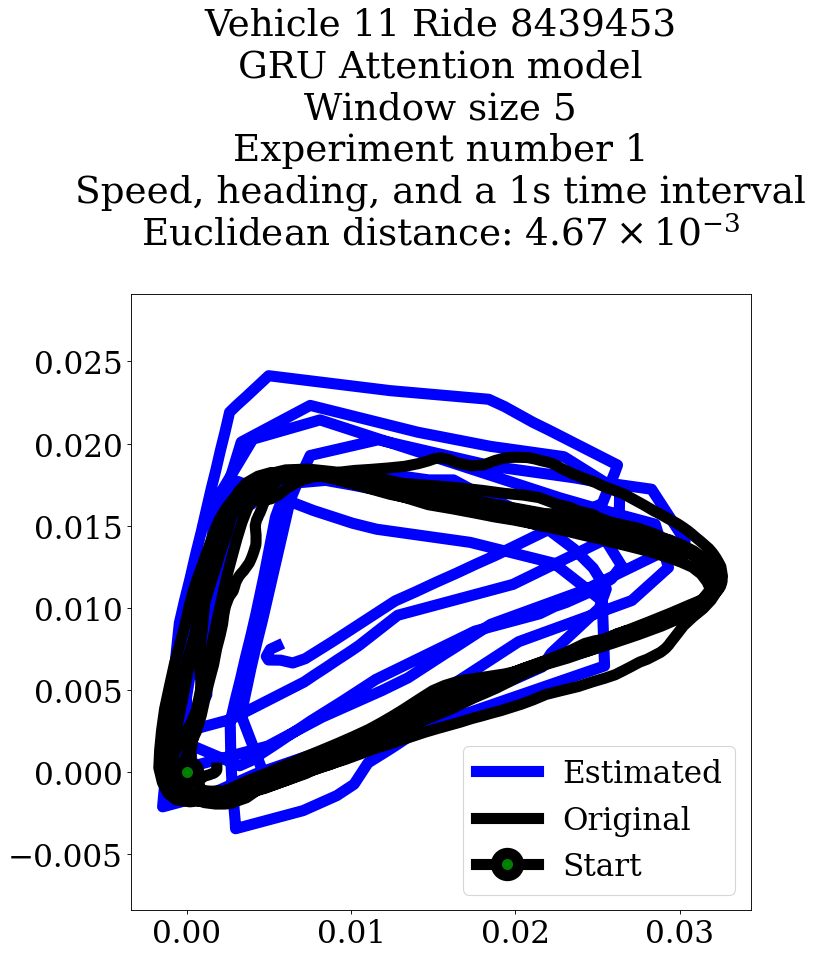 Vehicle 11 Ride 8439453
GRU Attention model
Window size 5
Experiment number 1
Speed, heading, and a 1s time interval
Euclidean distance: 4.67 × 10⁻³
0.025
0.020
0.015
0.010
0.005
0.000
−0.005
Estimated
Original
Start
0.00 0.01 0.02 0.03